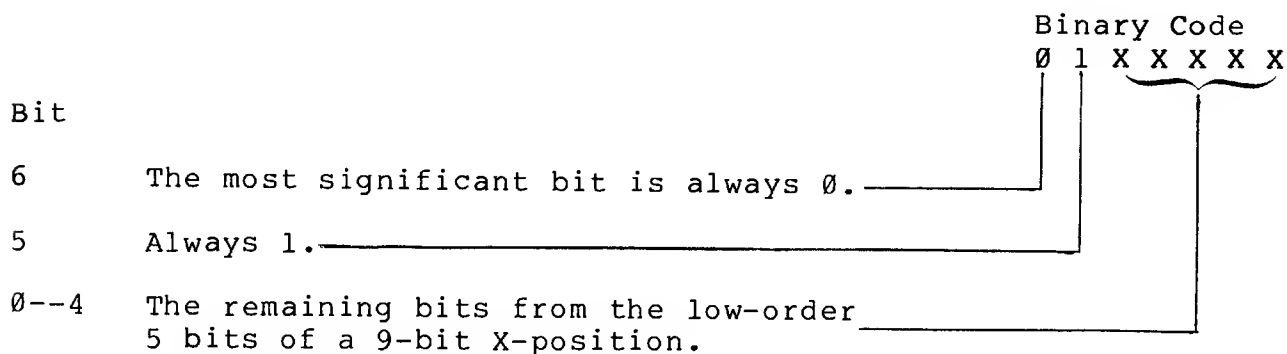 Binary Code
Ø 1 X X X X X
Bit
6 The most significant bit is always Ø.
5 Always 1.
Ø--4 The remaining bits from the low-order
5 bits of a 9-bit X-position.